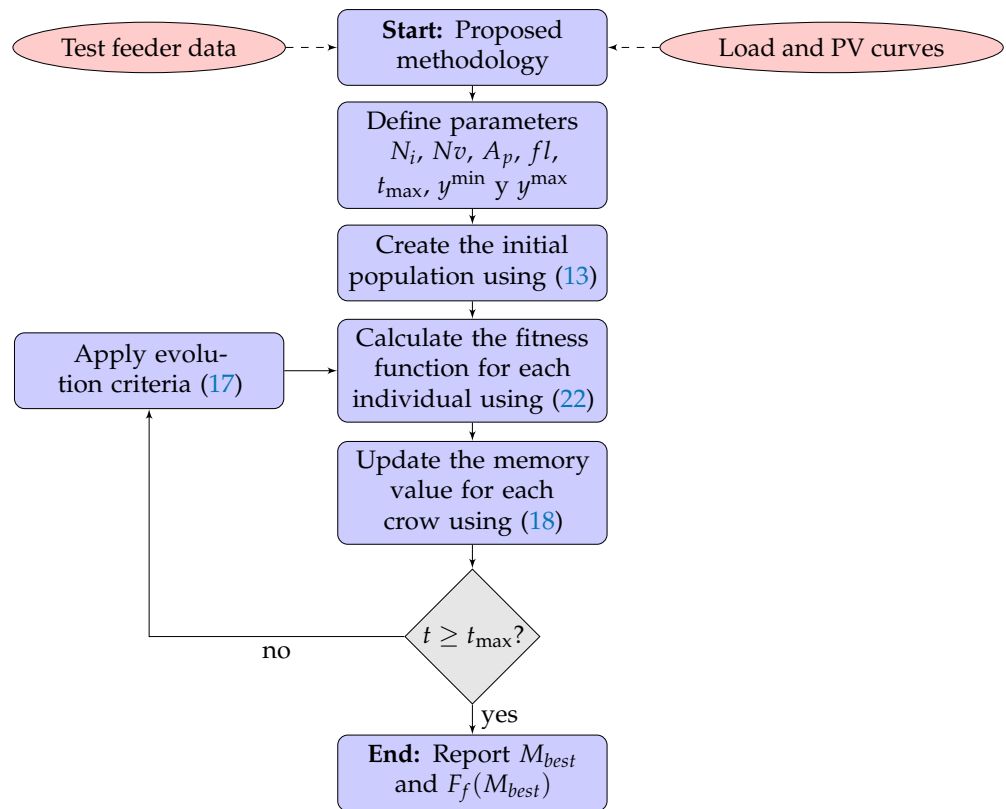 Test feeder data
Start: Proposed
methodology
Load and PV curves
Define parameters
N_i, Nv, A_p, fl,
t_max, y^min y y^max
Create the initial
population using (13)
Apply evolu-
tion criteria (17)
Calculate the fitness
function for each
individual using (22)
Update the memory
value for each
crow using (18)
t ≥ t_max?
no
yes
End: Report M_best
and F_f(M_best)